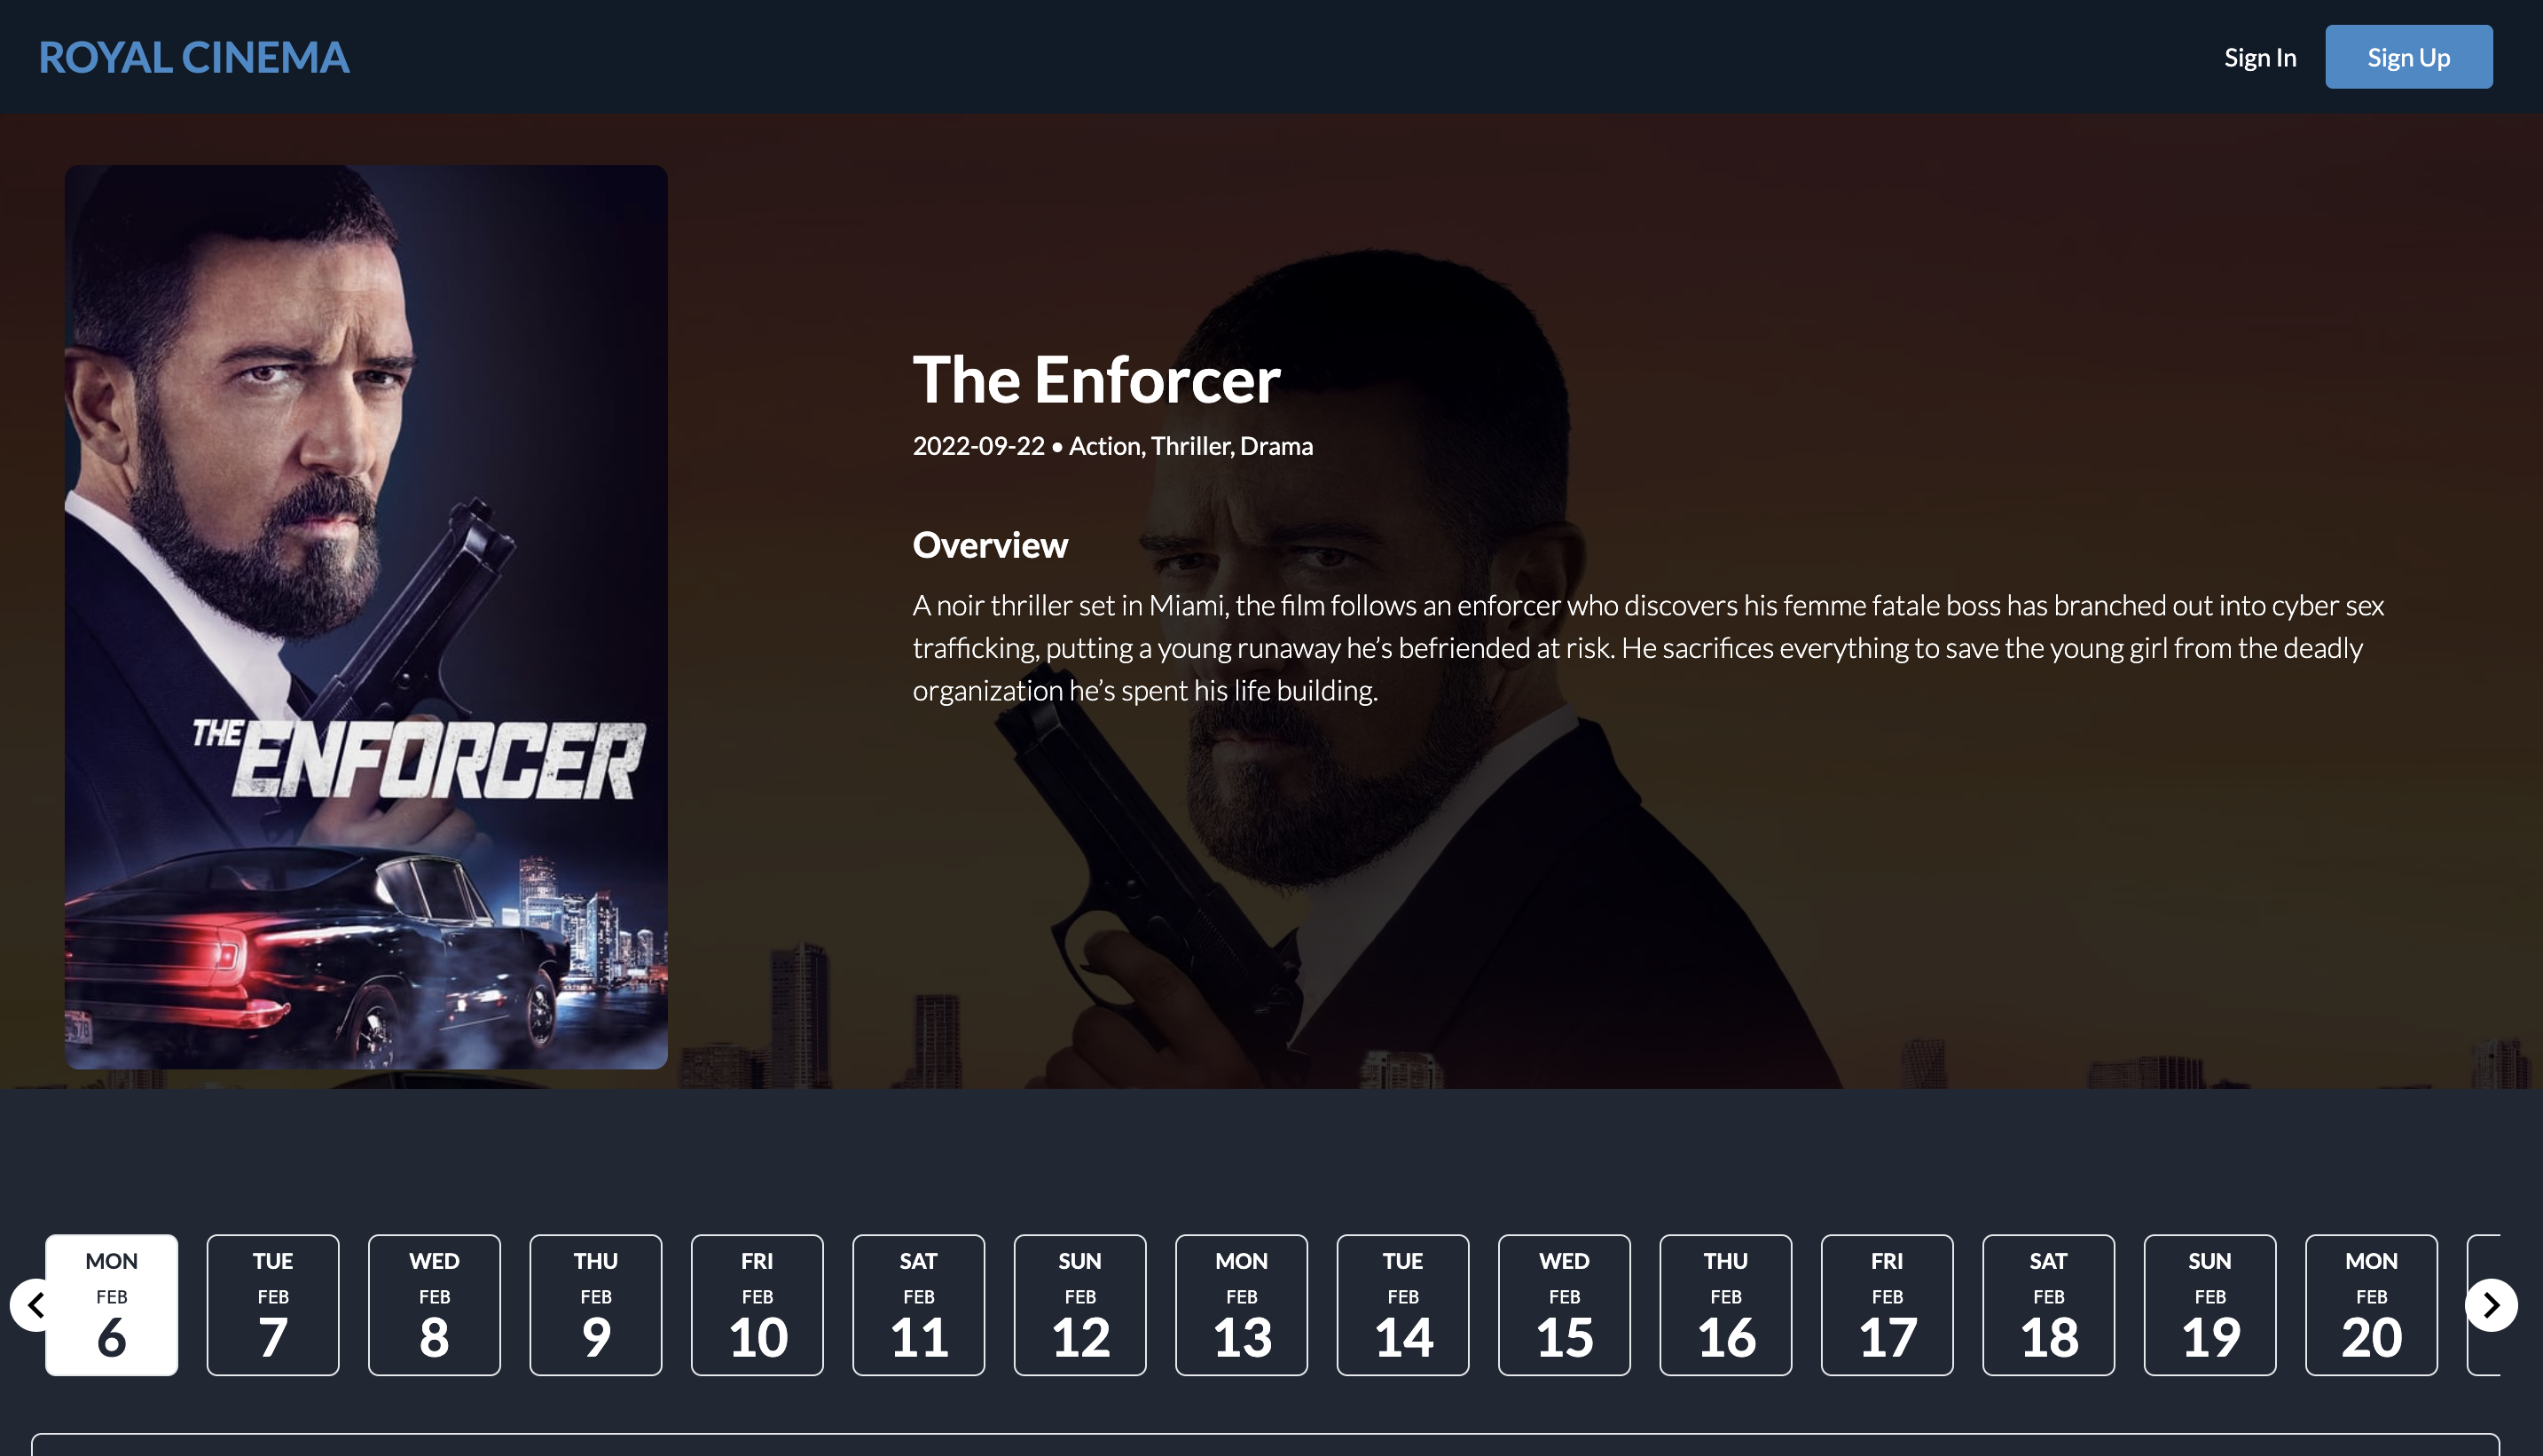 ROYAL CINEMA
Sign In
Sign Up
THE ENFORCER
The Enforcer
2022-09-22 • Action, Thriller, Drama
Overview
A noir thriller set in Miami, the film follows an enforcer who discovers his femme fatale boss has branched out into cyber sex
trafficking, putting a young runaway he’s befriended at risk. He sacrifices everything to save the young girl from the deadly
organization he’s spent his life building.
MON
FEB
6
TUE
FEB
7
WED
FEB
8
THU
FEB
9
FRI
FEB
10
SAT
FEB
11
SUN
FEB
12
MON
FEB
13
TUE
FEB
14
WED
FEB
15
THU
FEB
16
FRI
FEB
17
SAT
FEB
18
SUN
FEB
19
MON
FEB
20